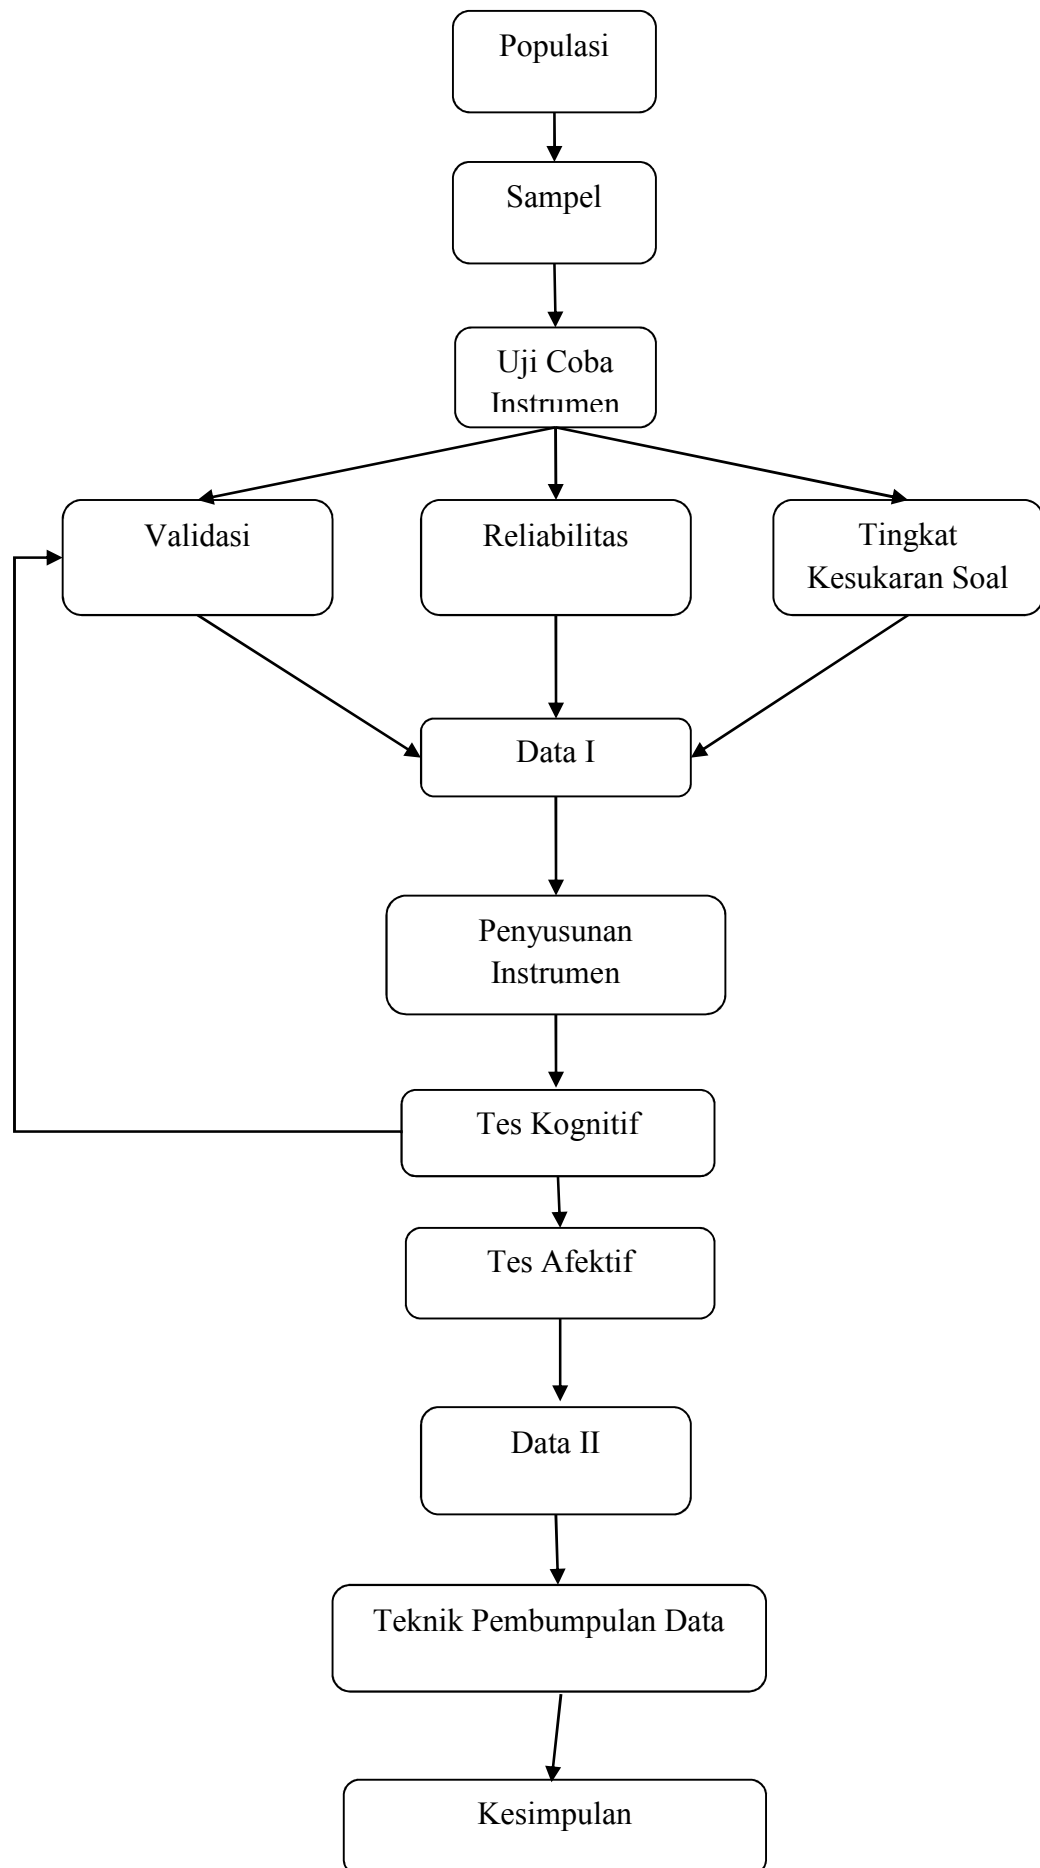 Populasi
Sampel
Uji Coba
Instrumen
Validasi
Reliabilitas
Tingkat
Kesukaran Soal
Data I
Penyusunan
Instrumen
Tes Kognitif
Tes Afektif
Data II
Teknik Pembumpulan Data
Kesimpulan